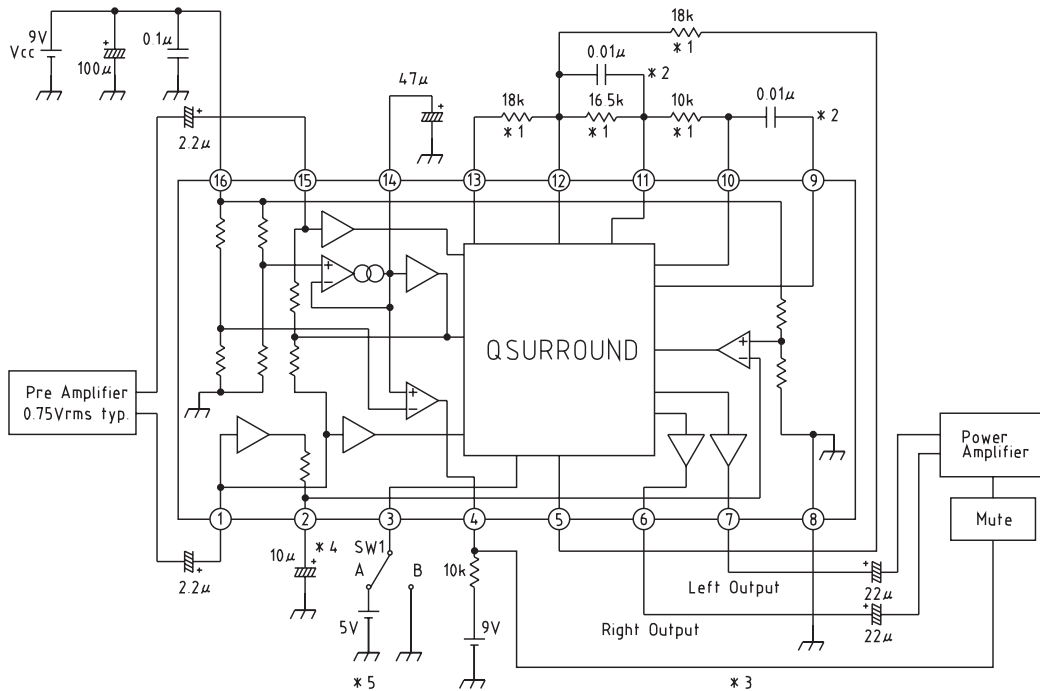 18k
* 1
9V
Vcc
100μ
0.1μ
47μ
0.01μ
* 2
18k
* 1
16.5k
* 1
10k
* 1
0.01μ
* 2
2.2μ
16
15
14
13
12
11
10
9
+
−
QSURROUND
+
−
+
−
Pre Amplifier
0.75Vrms typ.
Power
Amplifier
Mute
1
2
3
4
5
6
7
8
2.2μ
10μ
* 4
SW1
A
B
5V
* 5
10k
9V
Left Output
22μ
Right Output
22μ
* 3